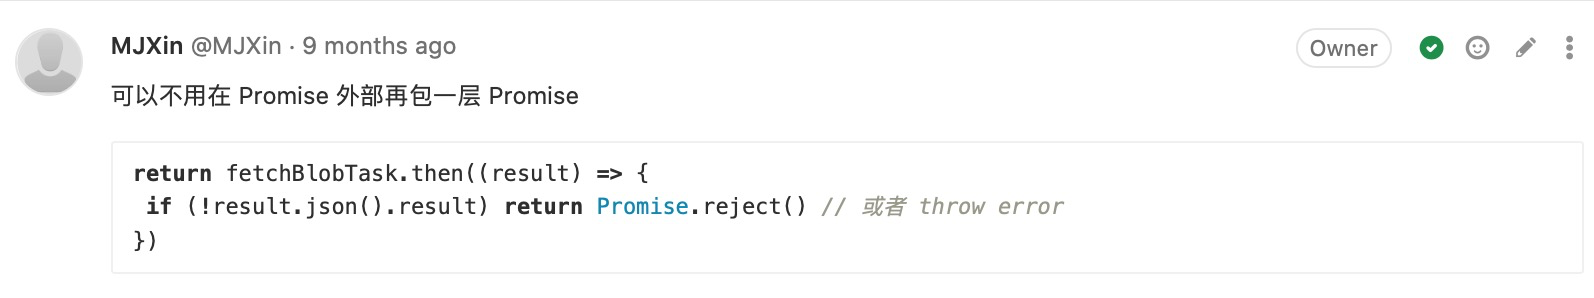 MJXin @MJXin · 9 months ago
Owner
可以不用在 Promise 外部再包一层 Promise
return fetchBlobTask.then((result) => {
 if (!result.json().result) return Promise.reject() // 或者 throw error
})